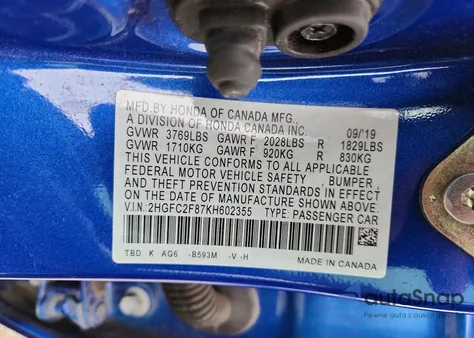 MFD.BY HONDA OF CANADA MFG.,
A DIVISION OF HONDA CANADA INC. 09/'19
GVWR 3769LBS GAWR F 2028LBS R 1829LBS
GVWR 1710KG GAWR F 920KG R 830KG
THIS VEHICLE CONFORMS TO ALL APPLICABLE
FEDERAL MOTOR VEHICLE SAFETY , BUMPER ,
AND THEFT PREVENTION STANDARDS IN EFFECT
ON THE DATE OF MANUFACTURE SHOWN ABOVE.
V.I.N. 2HGFC2F87KH602355 TYPE: PASSENGER CAR
TBD K AG6 -B593M -V -H
MADE IN CANADA
autoSnap
Pewne auta z aukcji